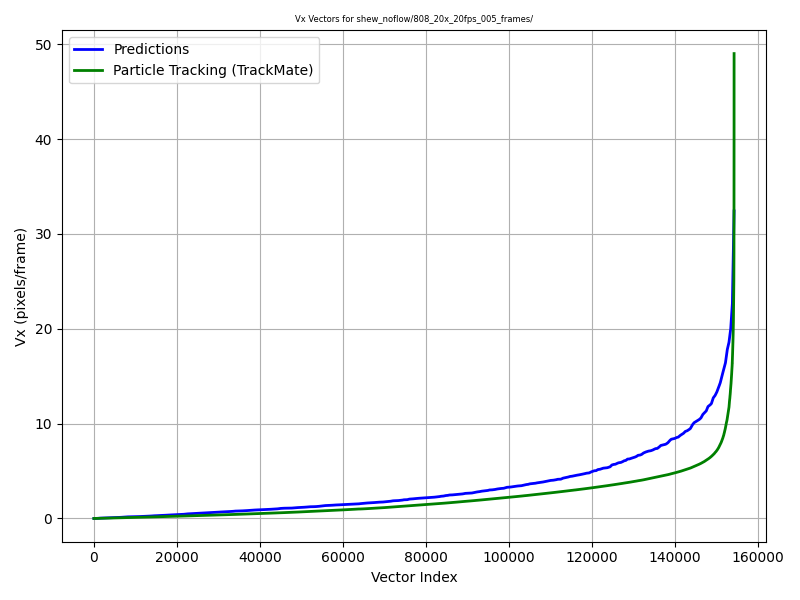 Vx Vectors for shew_noflow/808_20x_20fps_005_frames/
Predictions
Particle Tracking (TrackMate)
50
40
30
20
10
0
Vx (pixels/frame)
0 20000 40000 60000 80000 100000 120000 140000 160000
Vector Index